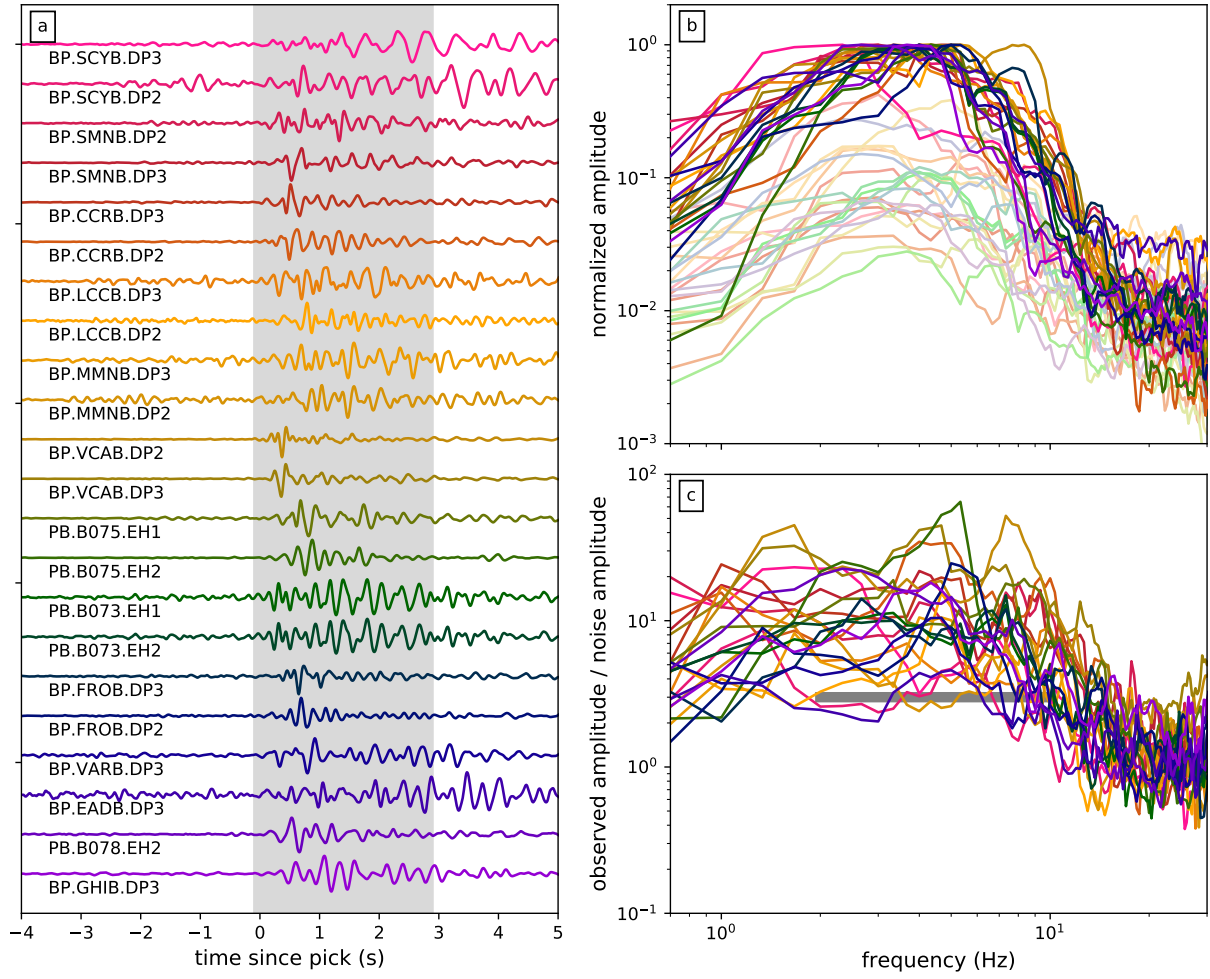 a
BP.SCYB.DP3
BP.SCYB.DP2
BP.SMNB.DP2
BP.SMNB.DP3
BP.CCRB.DP3
BP.CCRB.DP2
BP.LCCB.DP3
BP.LCCB.DP2
BP.MMNB.DP3
BP.MMNB.DP2
BP.VCAB.DP2
BP.VCAB.DP3
PB.B075.EH1
PB.B075.EH2
PB.B073.EH1
PB.B073.EH2
BP.FROB.DP3
BP.FROB.DP2
BP.VARB.DP3
BP.EADB.DP3
PB.B078.EH2
BP.GHIB.DP3
−4 −3 −2 −1 0 1 2 3 4 5
time since pick (s)
b
10⁰
10⁻¹
10⁻²
10⁻³
normalized amplitude
c
10²
10¹
10⁰
10⁻¹
observed amplitude / noise amplitude
10⁰ 10¹
frequency (Hz)